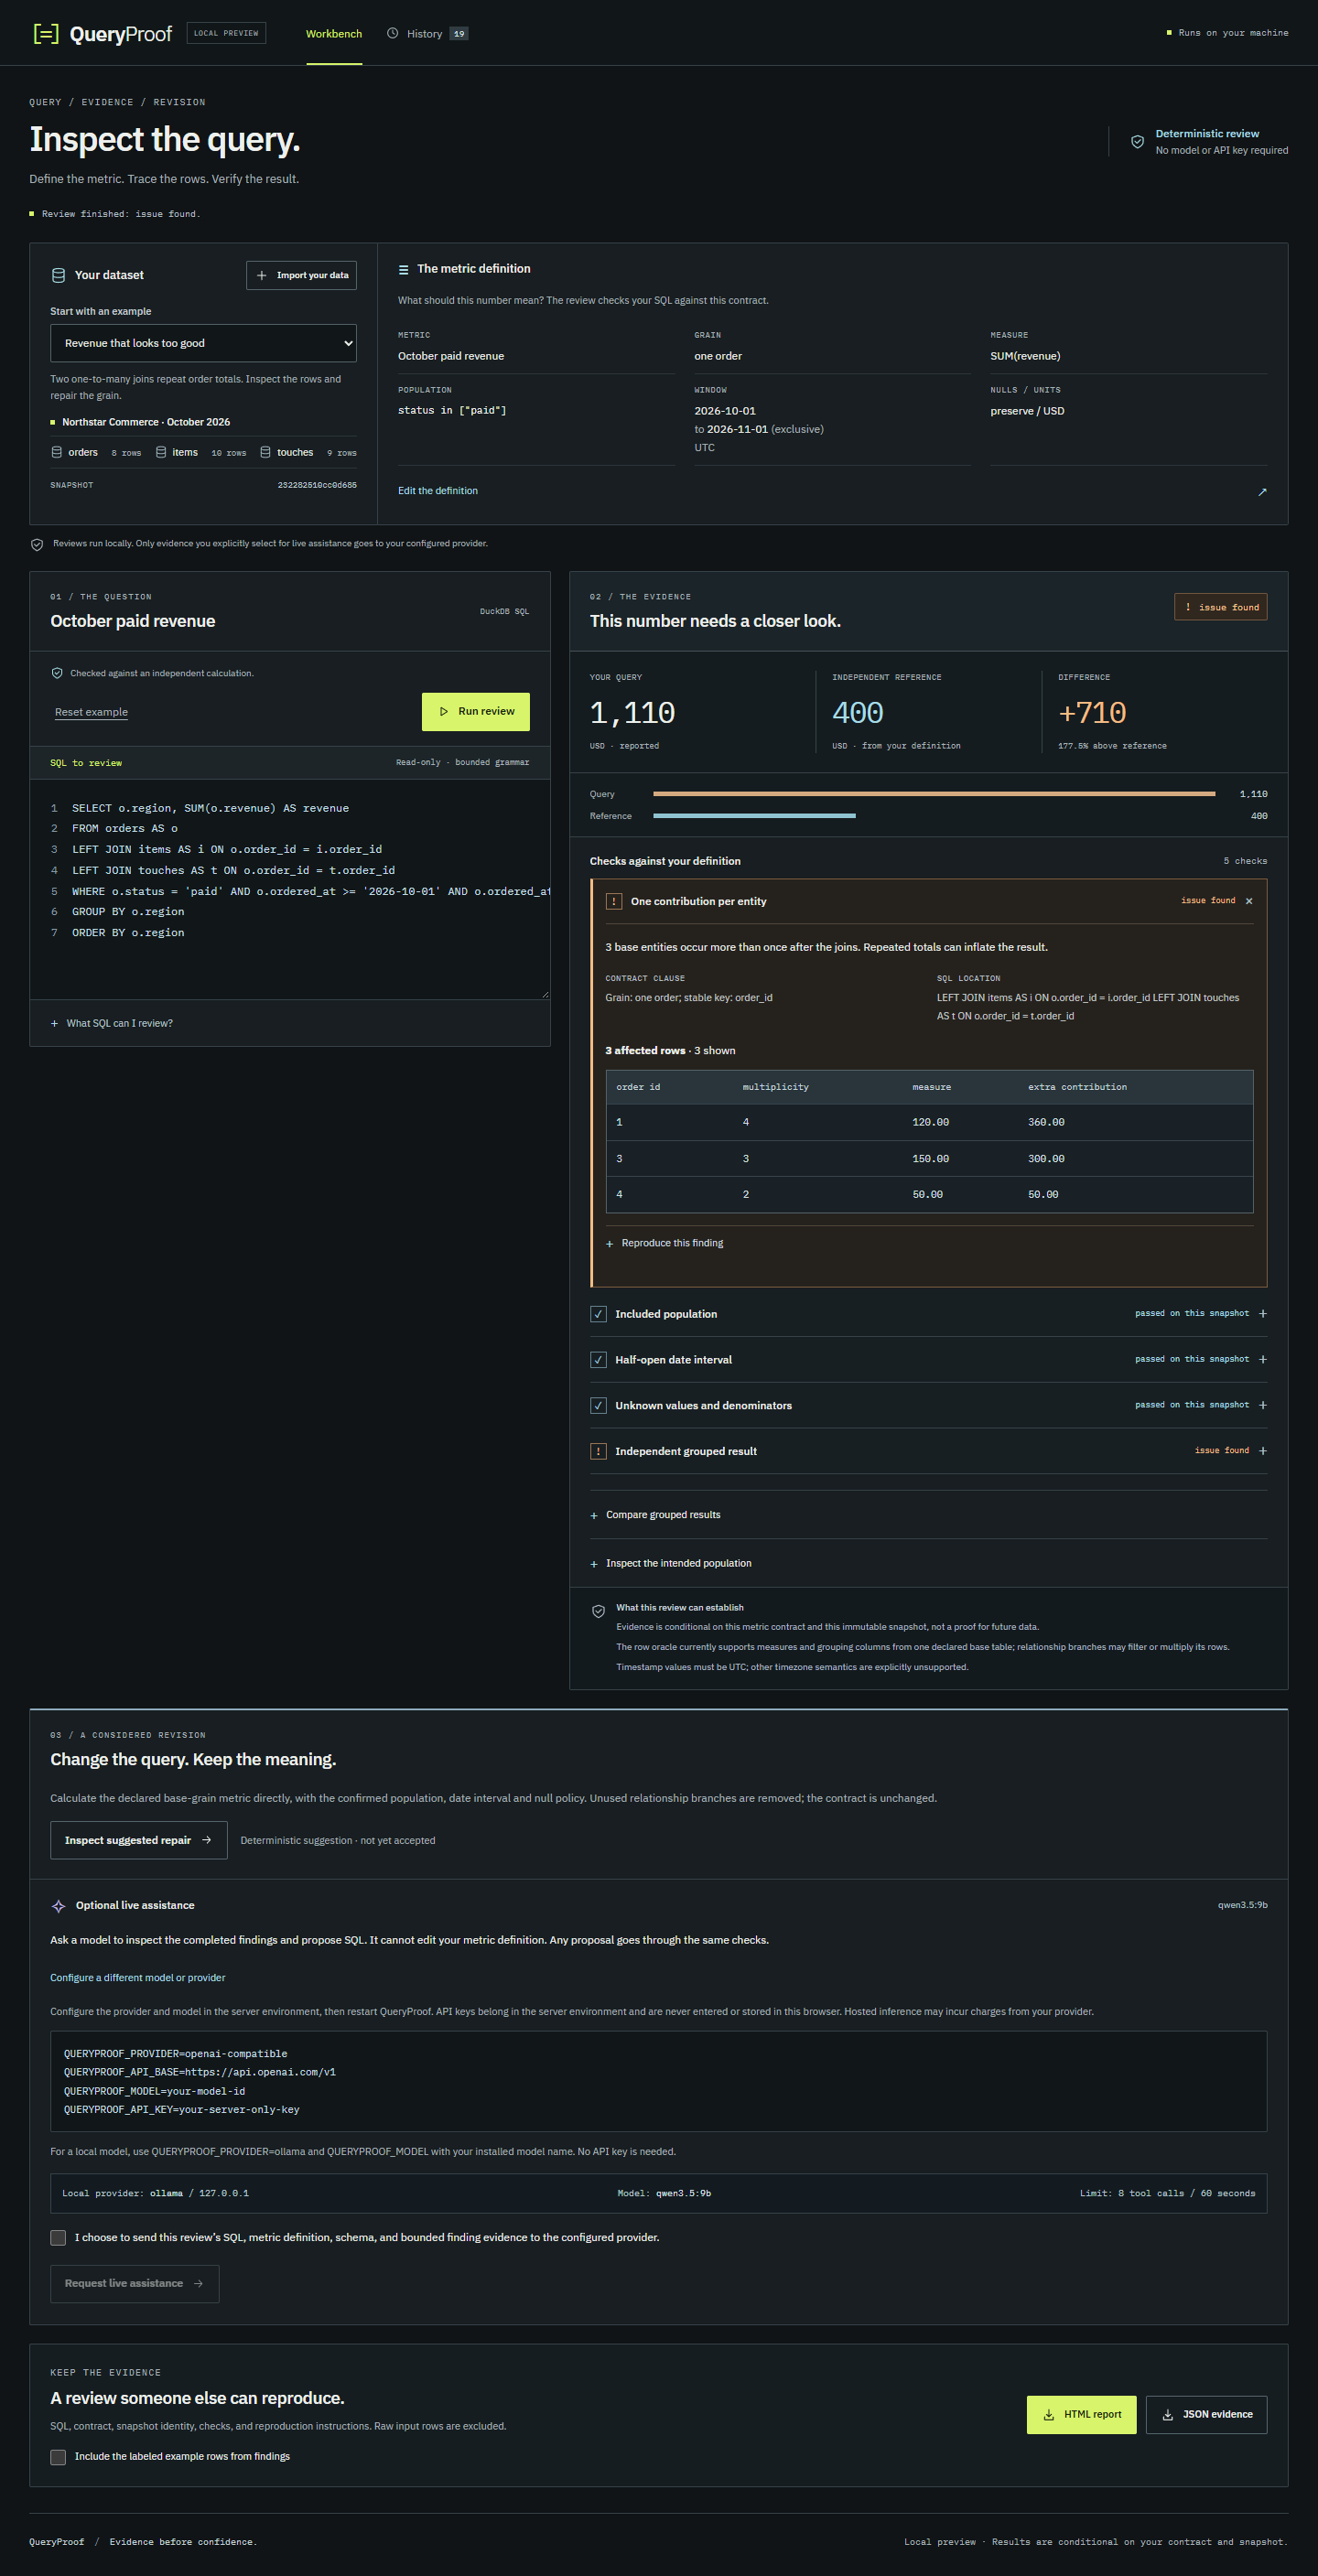 [=] QueryProof
LOCAL PREVIEW
Workbench
History 19
Runs on your machine
QUERY / EVIDENCE / REVISION
Inspect the query.
Define the metric. Trace the rows. Verify the result.
Deterministic review
No model or API key required
Review finished: issue found.
Your dataset
+ Import your data
Start with an example
Revenue that looks too good
Two one-to-many joins repeat order totals. Inspect the rows and
repair the grain.
Northstar Commerce · October 2026
orders 8 rows items 10 rows touches 9 rows
SNAPSHOT 232282510cc0d685
The metric definition
What should this number mean? The review checks your SQL against this contract.
METRIC
October paid revenue
GRAIN
one order
MEASURE
SUM(revenue)
POPULATION
status in ["paid"]
WINDOW
2026-10-01
to 2026-11-01 (exclusive)
UTC
NULLS / UNITS
preserve / USD
Edit the definition ↗
Reviews run locally. Only evidence you explicitly select for live assistance goes to your configured provider.
01 / THE QUESTION
October paid revenue
DuckDB SQL
Checked against an independent calculation.
Reset example
Run review
SQL to review
Read-only · bounded grammar
1 SELECT o.region, SUM(o.revenue) AS revenue
2 FROM orders AS o
3 LEFT JOIN items AS i ON o.order_id = i.order_id
4 LEFT JOIN touches AS t ON o.order_id = t.order_id
5 WHERE o.status = 'paid' AND o.ordered_at >= '2026-10-01' AND o.ordered_at
6 GROUP BY o.region
7 ORDER BY o.region
+ What SQL can I review?
02 / THE EVIDENCE
This number needs a closer look.
! issue found
YOUR QUERY
1,110
USD · reported
INDEPENDENT REFERENCE
400
USD · from your definition
DIFFERENCE
+710
177.5% above reference
Query 1,110
Reference 400
Checks against your definition
5 checks
! One contribution per entity issue found ×
3 base entities occur more than once after the joins. Repeated totals can inflate the result.
CONTRACT CLAUSE
Grain: one order; stable key: order_id
SQL LOCATION
LEFT JOIN items AS i ON o.order_id = i.order_id LEFT JOIN touches
AS t ON o.order_id = t.order_id
3 affected rows · 3 shown
order id multiplicity measure extra contribution
1 4 120.00 360.00
3 3 150.00 300.00
4 2 50.00 50.00
+ Reproduce this finding
✓ Included population passed on this snapshot +
✓ Half-open date interval passed on this snapshot +
✓ Unknown values and denominators passed on this snapshot +
! Independent grouped result issue found +
+ Compare grouped results
+ Inspect the intended population
What this review can establish
Evidence is conditional on this metric contract and this immutable snapshot, not a proof for future data.
The row oracle currently supports measures and grouping columns from one declared base table; relationship branches may filter or multiply its rows.
Timestamp values must be UTC; other timezone semantics are explicitly unsupported.
03 / A CONSIDERED REVISION
Change the query. Keep the meaning.
Calculate the declared base-grain metric directly, with the confirmed population, date interval and null policy. Unused relationship branches are removed; the contract is unchanged.
Inspect suggested repair →
Deterministic suggestion · not yet accepted
Optional live assistance
qwen3.5:9b
Ask a model to inspect the completed findings and propose SQL. It cannot edit your metric definition. Any proposal goes through the same checks.
Configure a different model or provider
Configure the provider and model in the server environment, then restart QueryProof. API keys belong in the server environment and are never entered or stored in this browser. Hosted inference may incur charges from your provider.
QUERYPROOF_PROVIDER=openai-compatible
QUERYPROOF_API_BASE=https://api.openai.com/v1
QUERYPROOF_MODEL=your-model-id
QUERYPROOF_API_KEY=your-server-only-key
For a local model, use QUERYPROOF_PROVIDER=ollama and QUERYPROOF_MODEL with your installed model name. No API key is needed.
Local provider: ollama / 127.0.0.1 Model: qwen3.5:9b Limit: 8 tool calls / 60 seconds
I choose to send this review's SQL, metric definition, schema, and bounded finding evidence to the configured provider.
Request live assistance →
KEEP THE EVIDENCE
A review someone else can reproduce.
SQL, contract, snapshot identity, checks, and reproduction instructions. Raw input rows are excluded.
Include the labeled example rows from findings
HTML report
JSON evidence
QueryProof / Evidence before confidence.
Local preview · Results are conditional on your contract and snapshot.